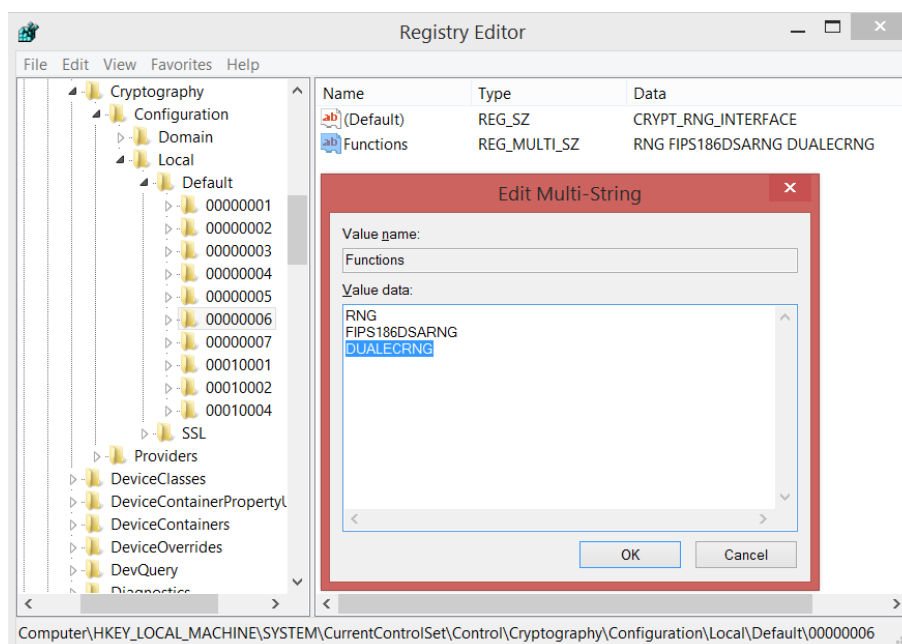 Registry Editor
File Edit View Favorites Help
Cryptography
Configuration
Domain
Local
Default
00000001
00000002
00000003
00000004
00000005
00000006
00000007
00010001
00010002
00010004
SSL
Providers
DeviceClasses
DeviceContainerPropertyU
DeviceContainers
DeviceOverrides
DevQuery
Diagnostics
Name Type Data
ab (Default) REG_SZ CRYPT_RNG_INTERFACE
ab Functions REG_MULTI_SZ RNG FIPS186DSARNG DUALECRNG
Edit Multi-String
Value name:
Functions
Value data:
RNG
FIPS186DSARNG
DUALECRNG
OK Cancel
Computer\HKEY_LOCAL_MACHINE\SYSTEM\CurrentControlSet\Control\Cryptography\Configuration\Local\Default\00000006